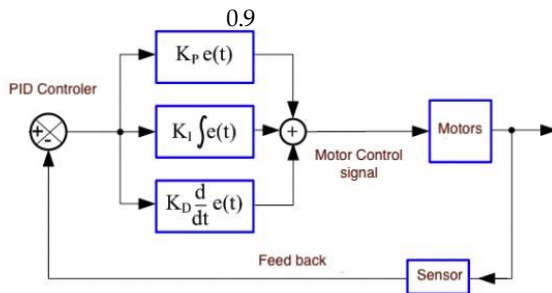 0.9
K_P e(t)
PID Controler
+
-
K_I ∫e(t)
+
Motors
Motor Control
signal
K_D d/dt e(t)
Feed back
Sensor